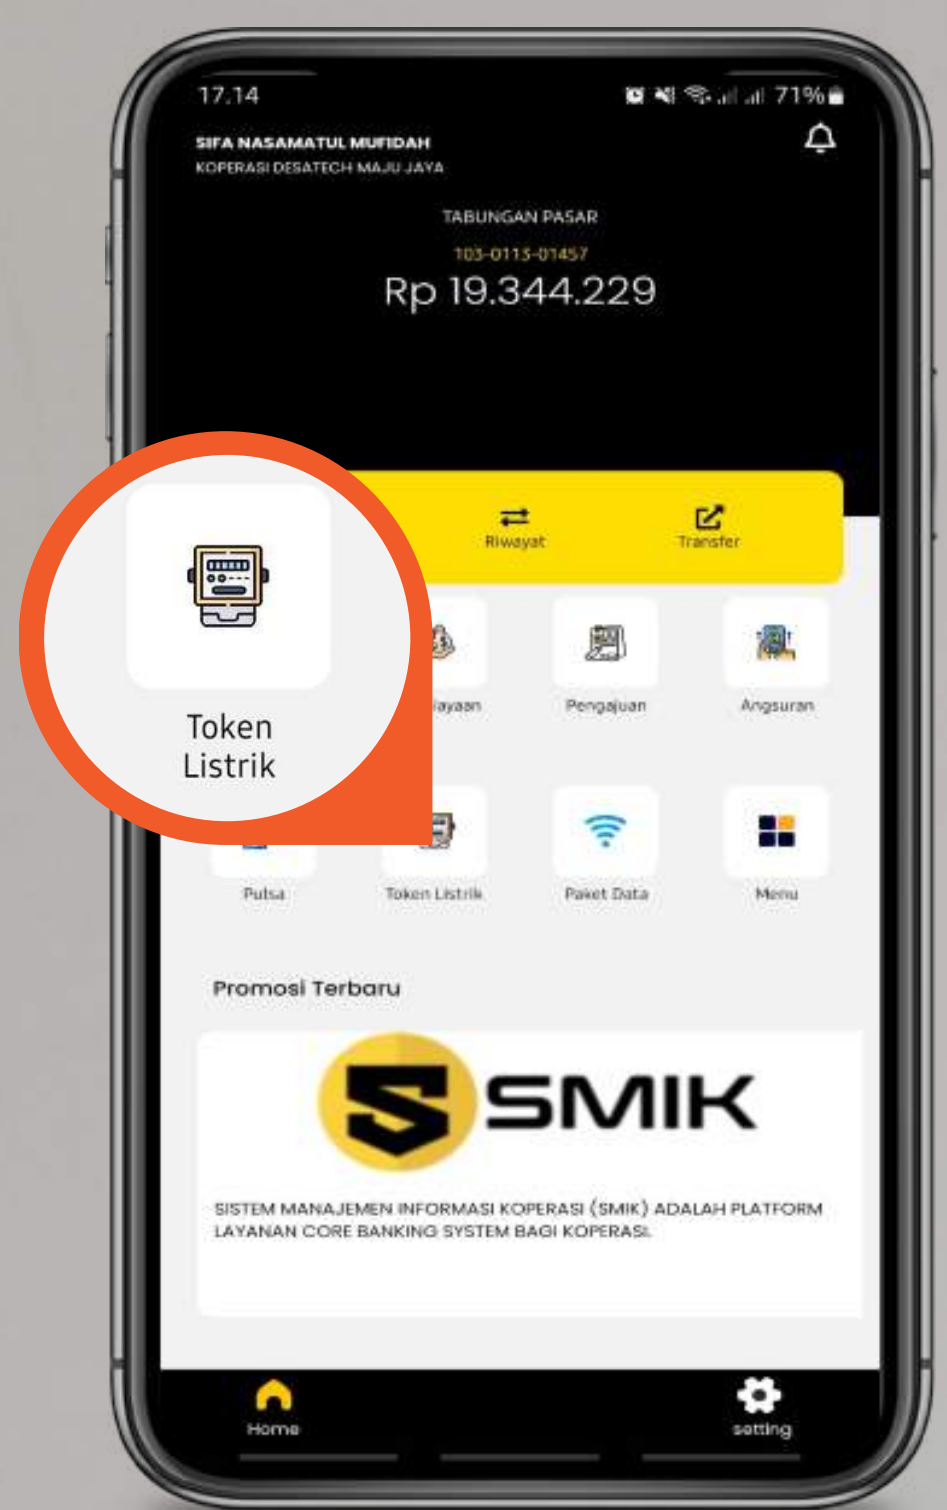 17.14
71%
SIFA NASAMATUL MUFIDAH
KOPERASI DESATECH MAJU JAYA
TABUNGAN PASAR
103-0113-01457
Rp 19.344.229
Riwayat
Transfer
Token
Listrik
ayaan
Pengajuan
Angsuran
Pulsa
Token Listrik
Paket Data
Menu
Promosi Terbaru
S SMIK
SISTEM MANAJEMEN INFORMASI KOPERASI (SMIK) ADALAH PLATFORM
LAYANAN CORE BANKING SYSTEM BAGI KOPERASI.
Home
setting